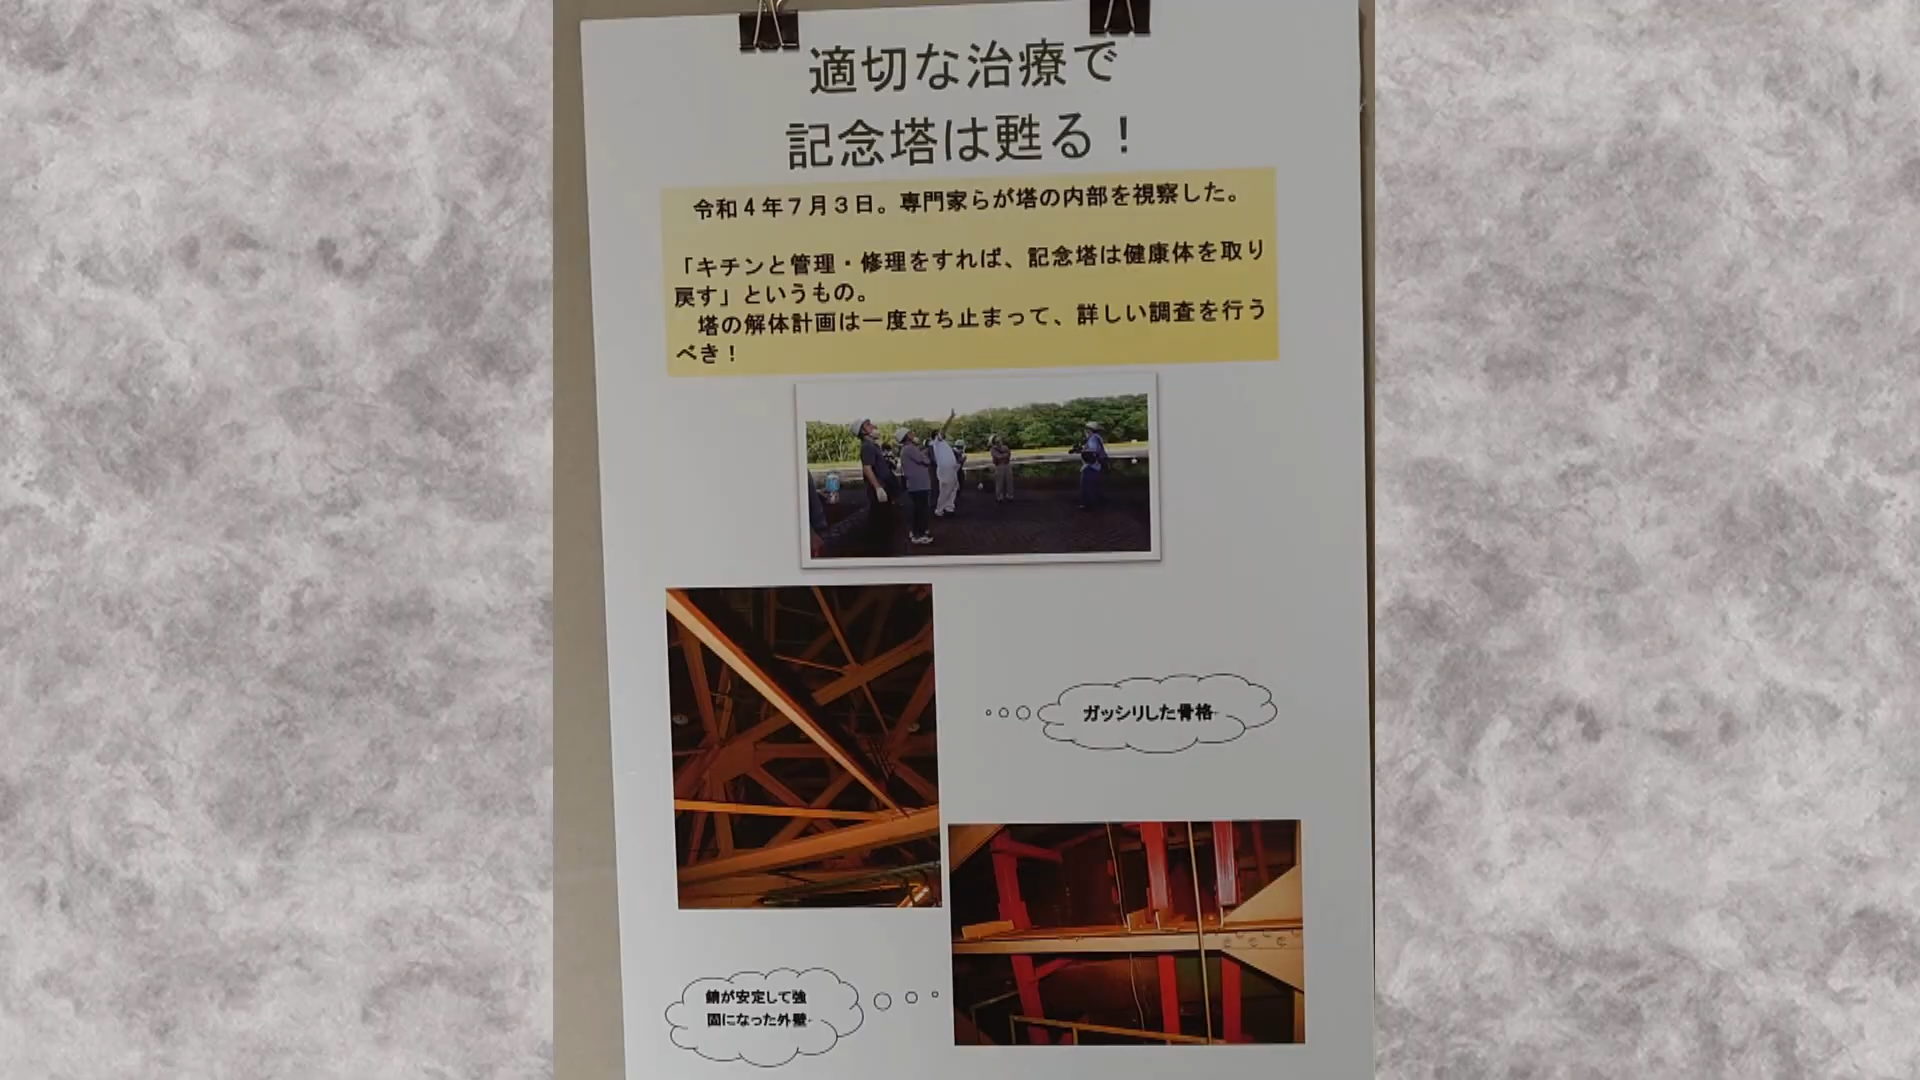 適切な治療で
記念塔は甦る！
令和４年７月３日。専門家らが塔の内部を視察した。
「キチンと管理・修理をすれば、記念塔は健康体を取り
戻す」というもの。
塔の解体計画は一度立ち止まって、詳しい調査を行う
べき！
ガッシリした骨格
錆が安定して強
固になった外壁